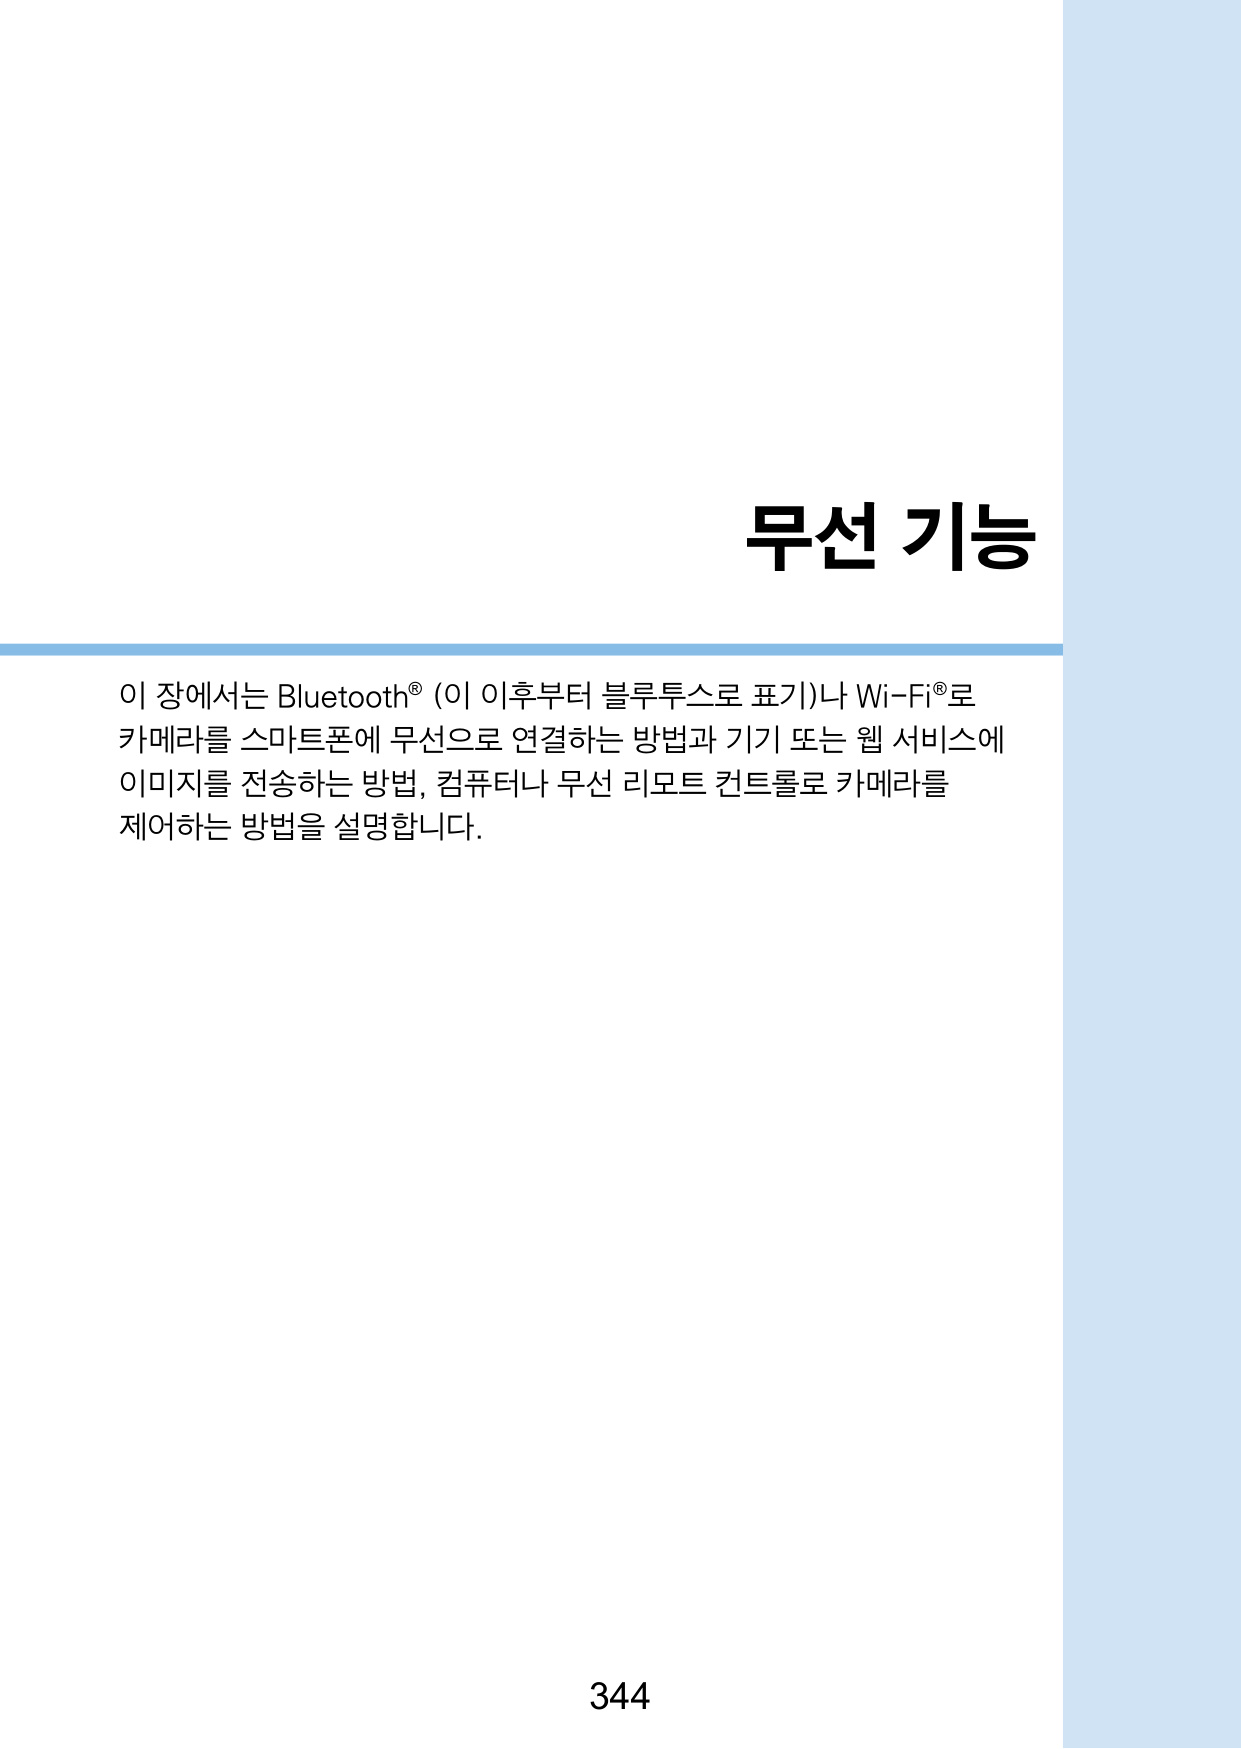 무선 기능
이 장에서는 Bluetooth® (이 이후부터 블루투스로 표기)나 Wi-Fi®로
카메라를 스마트폰에 무선으로 연결하는 방법과 기기 또는 웹 서비스에
이미지를 전송하는 방법, 컴퓨터나 무선 리모트 컨트롤로 카메라를
제어하는 방법을 설명합니다.
344